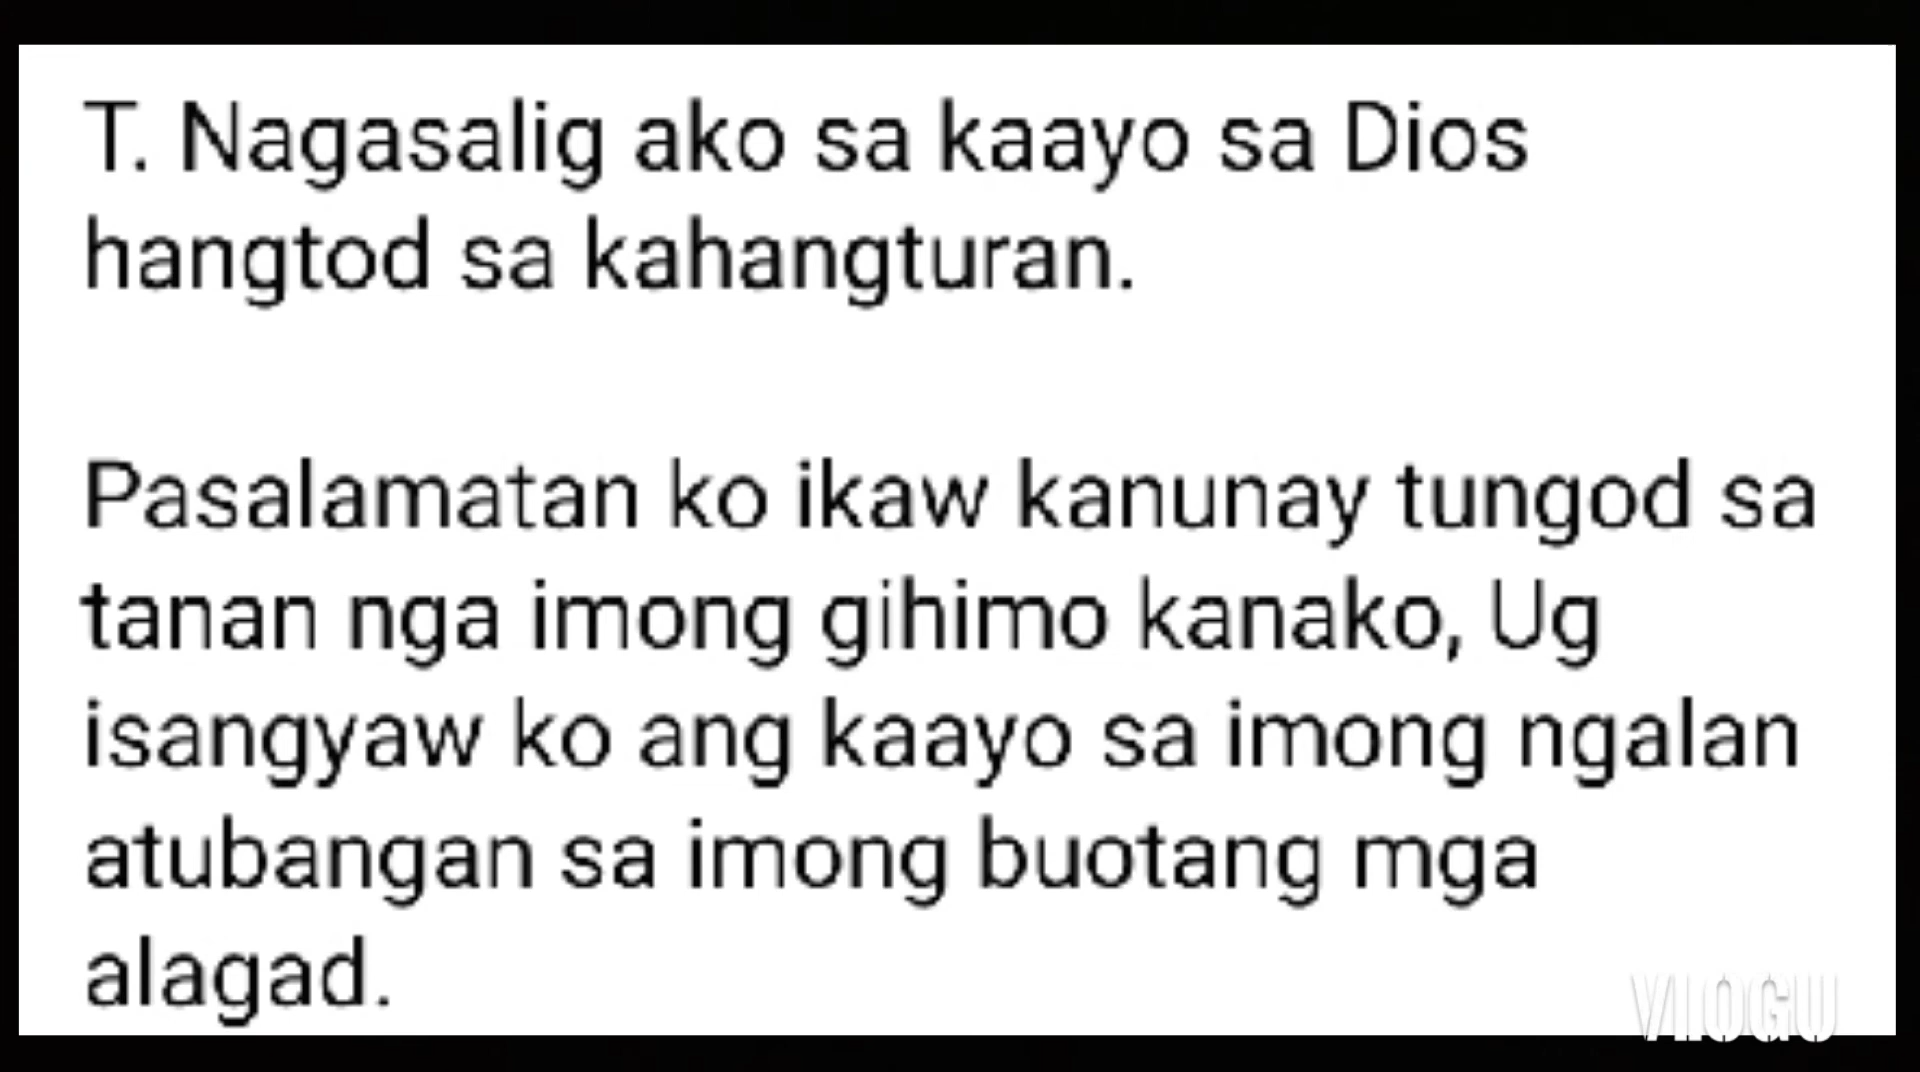 T. Nagasalig ako sa kaayo sa Dios
hangtod sa kahangturan.
Pasalamatan ko ikaw kanunay tungod sa
tanan nga imong gihimo kanako, Ug
isangyaw ko ang kaayo sa imong ngalan
atubangan sa imong buotang mga
alagad.
VLOGU